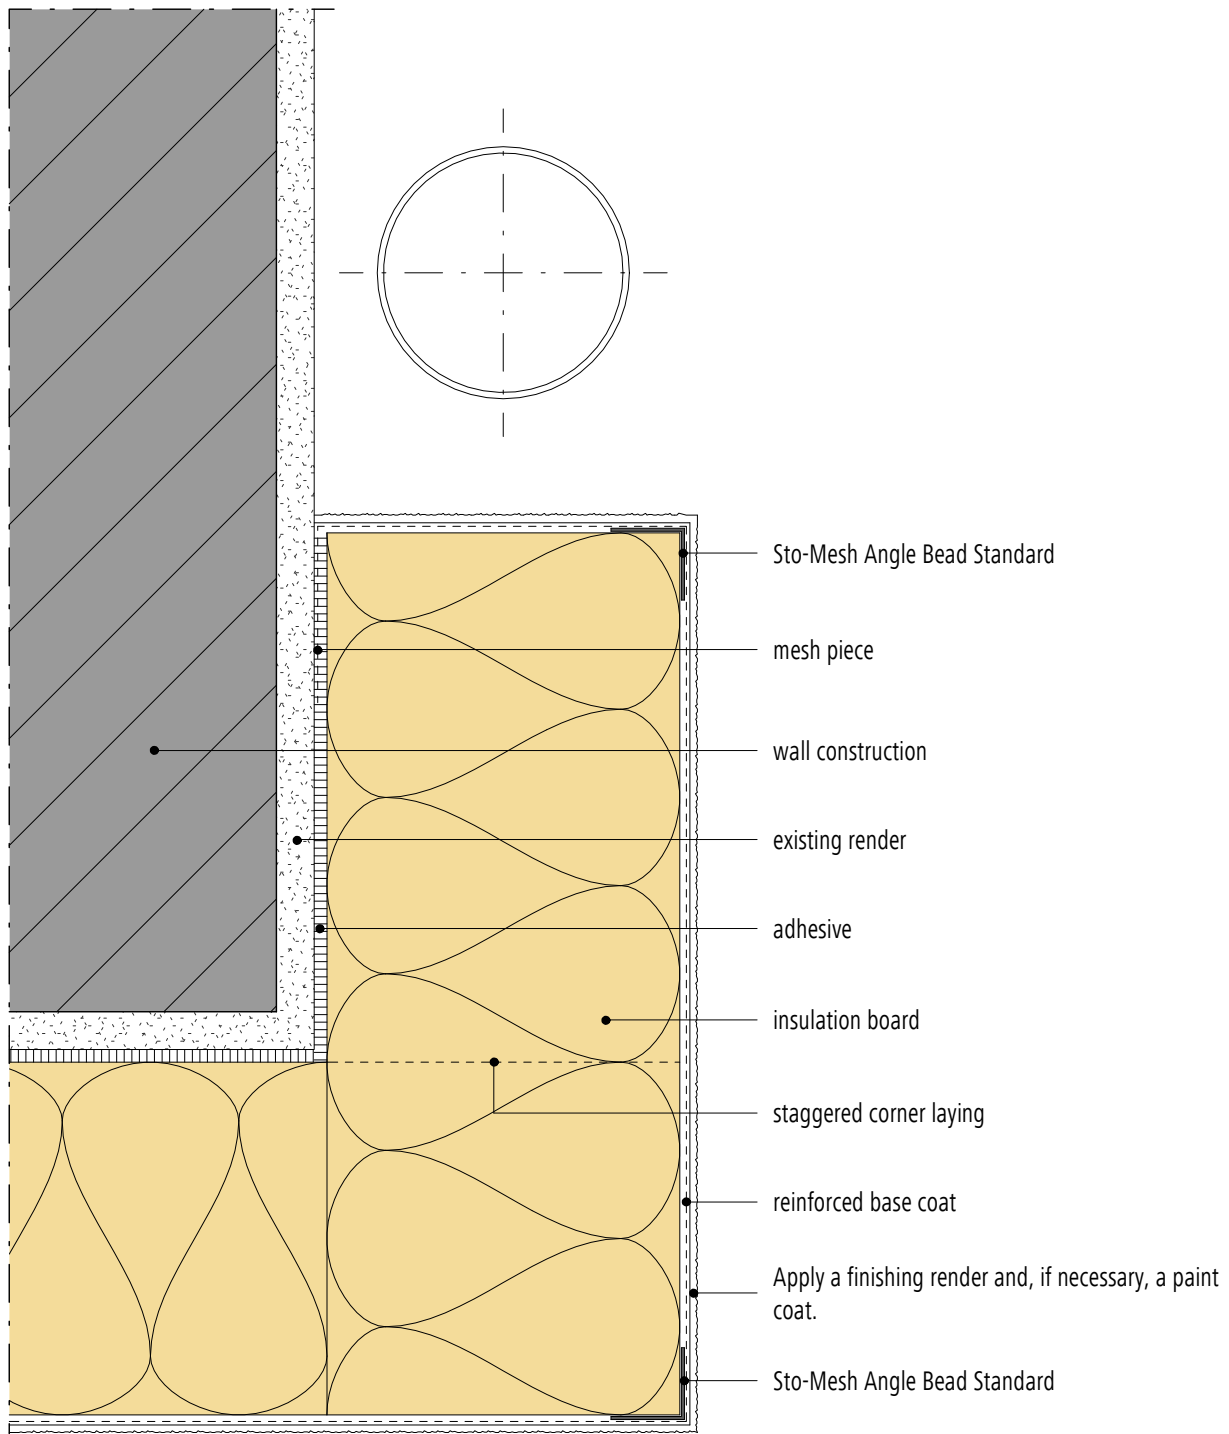 Sto-Mesh Angle Bead Standard
mesh piece
wall construction
existing render
adhesive
insulation board
staggered corner laying
reinforced base coat
Apply a finishing render and, if necessary, a paint
coat.
Sto-Mesh Angle Bead Standard